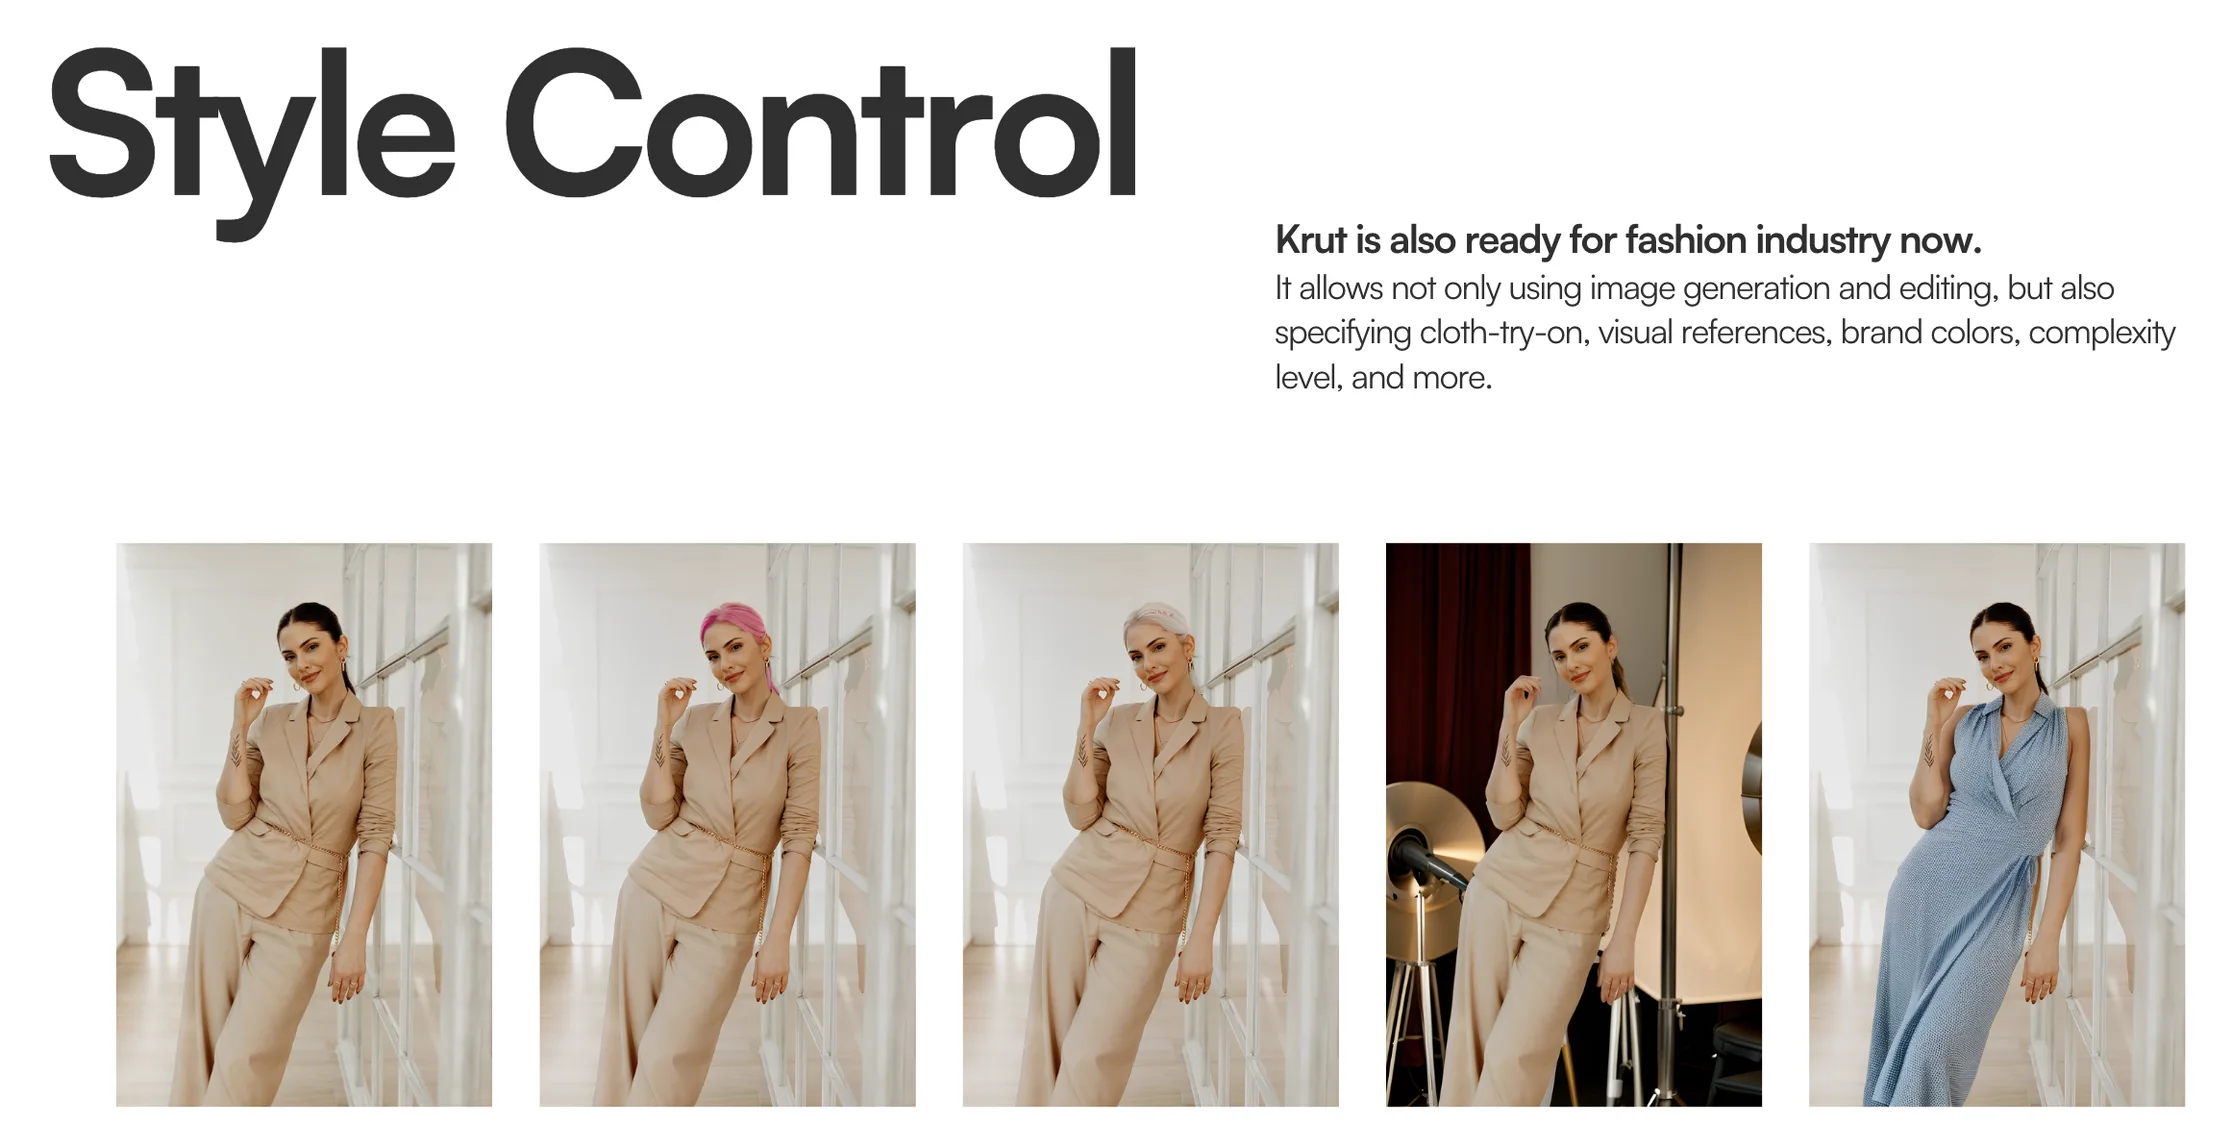 Style Control
Krut is also ready for fashion industry now.
It allows not only using image generation and editing, but also
specifying cloth-try-on, visual references, brand colors, complexity
level, and more.